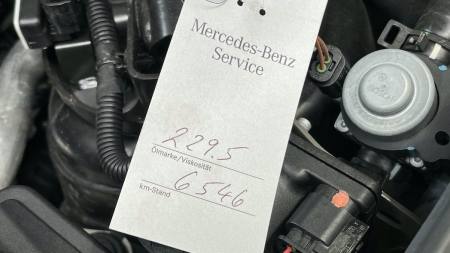 Mercedes-Benz
Service
229.5
Ölmarke/Viskosität
6546
km-Stand